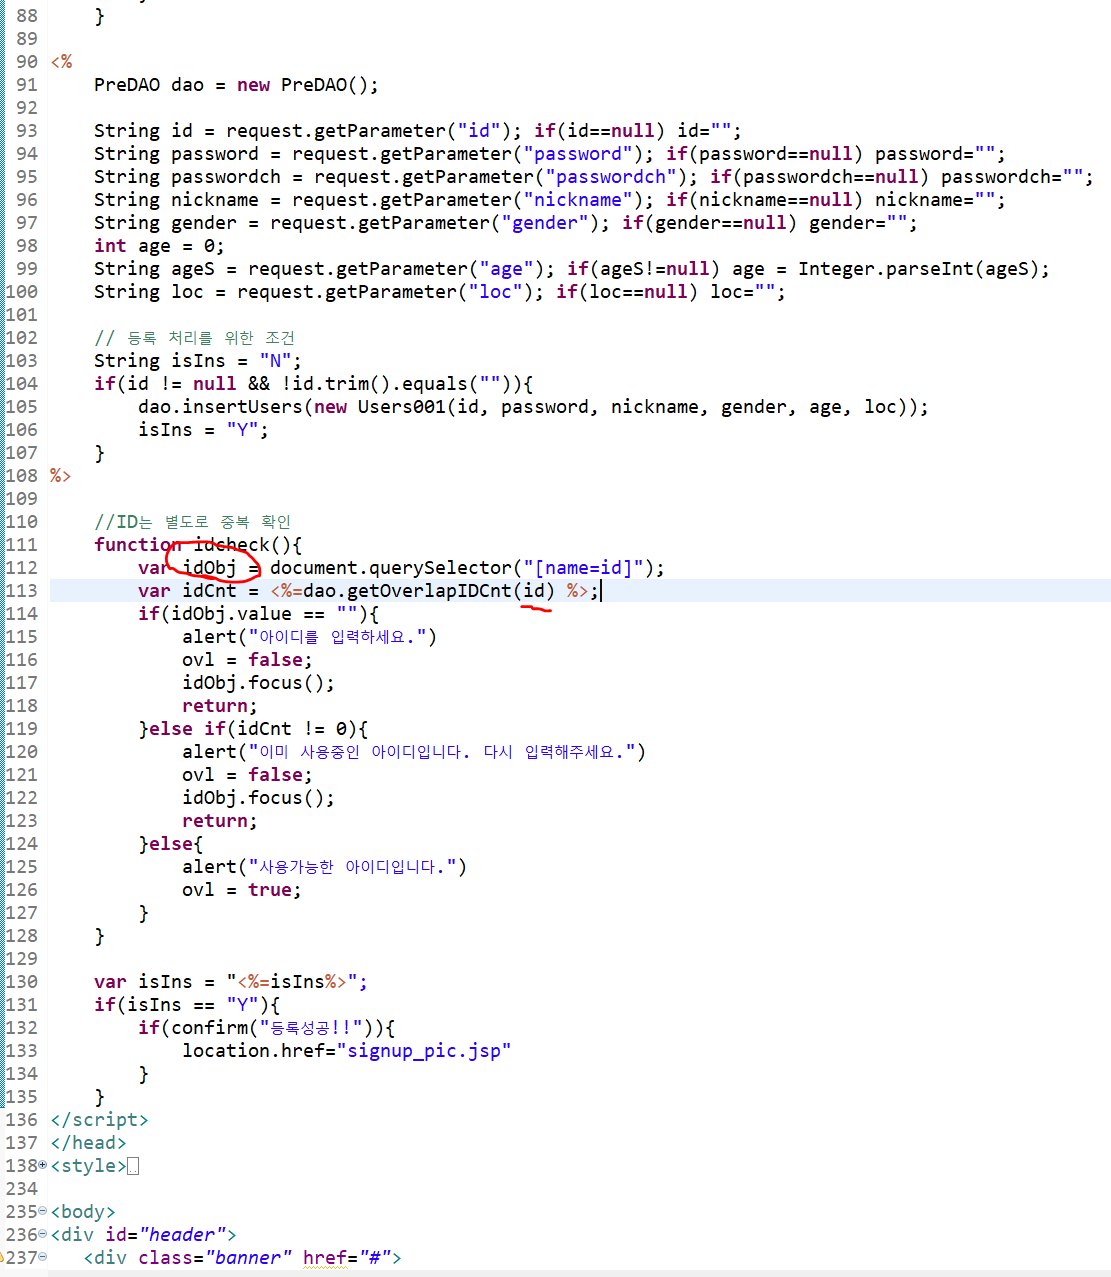 88 }
89
90 <%
91 PreDAO dao = new PreDAO();
92
93 String id = request.getParameter("id"); if(id==null) id="";
94 String password = request.getParameter("password"); if(password==null) password="";
95 String passwordch = request.getParameter("passwordch"); if(passwordch==null) passwordch="";
96 String nickname = request.getParameter("nickname"); if(nickname==null) nickname="";
97 String gender = request.getParameter("gender"); if(gender==null) gender="";
98 int age = 0;
99 String ageS = request.getParameter("age"); if(ageS!=null) age = Integer.parseInt(ageS);
100 String loc = request.getParameter("loc"); if(loc==null) loc="";
101
102 // 등록 처리를 위한 조건
103 String isIns = "N";
104 if(id != null && !id.trim().equals("")){
105 dao.insertUsers(new Users001(id, password, nickname, gender, age, loc));
106 isIns = "Y";
107 }
108 %>
109
110 //ID는 별도로 중복 확인
111 function idcheck(){
112 var idObj = document.querySelector("[name=id]");
113 var idCnt = <%=dao.getOverlapIDCnt(id) %>;
114 if(idObj.value == ""){
115 alert("아이디를 입력하세요.")
116 ovl = false;
117 idObj.focus();
118 return;
119 }else if(idCnt != 0){
120 alert("이미 사용중인 아이디입니다. 다시 입력해주세요.")
121 ovl = false;
122 idObj.focus();
123 return;
124 }else{
125 alert("사용가능한 아이디입니다.")
126 ovl = true;
127 }
128 }
129
130 var isIns = "<%=isIns%>";
131 if(isIns == "Y"){
132 if(confirm("등록성공!!")){
133 location.href="signup_pic.jsp"
134 }
135 }
136 </script>
137 </head>
138 <style>
234
235 <body>
236 <div id="header">
237 <div class="banner" href="#">